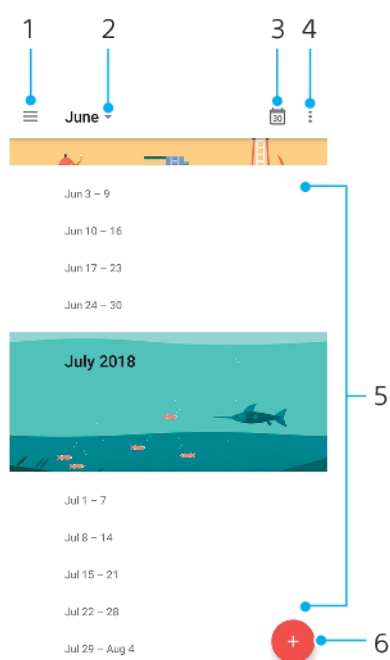 1 2 3 4
June 30
Jun 3 – 9
Jun 10 – 16
Jun 17 – 23
Jun 24 – 30
July 2018
5
Jul 1 – 7
Jul 8 – 14
Jul 15 – 21
Jul 22 – 28
Jul 29 – Aug 4
6